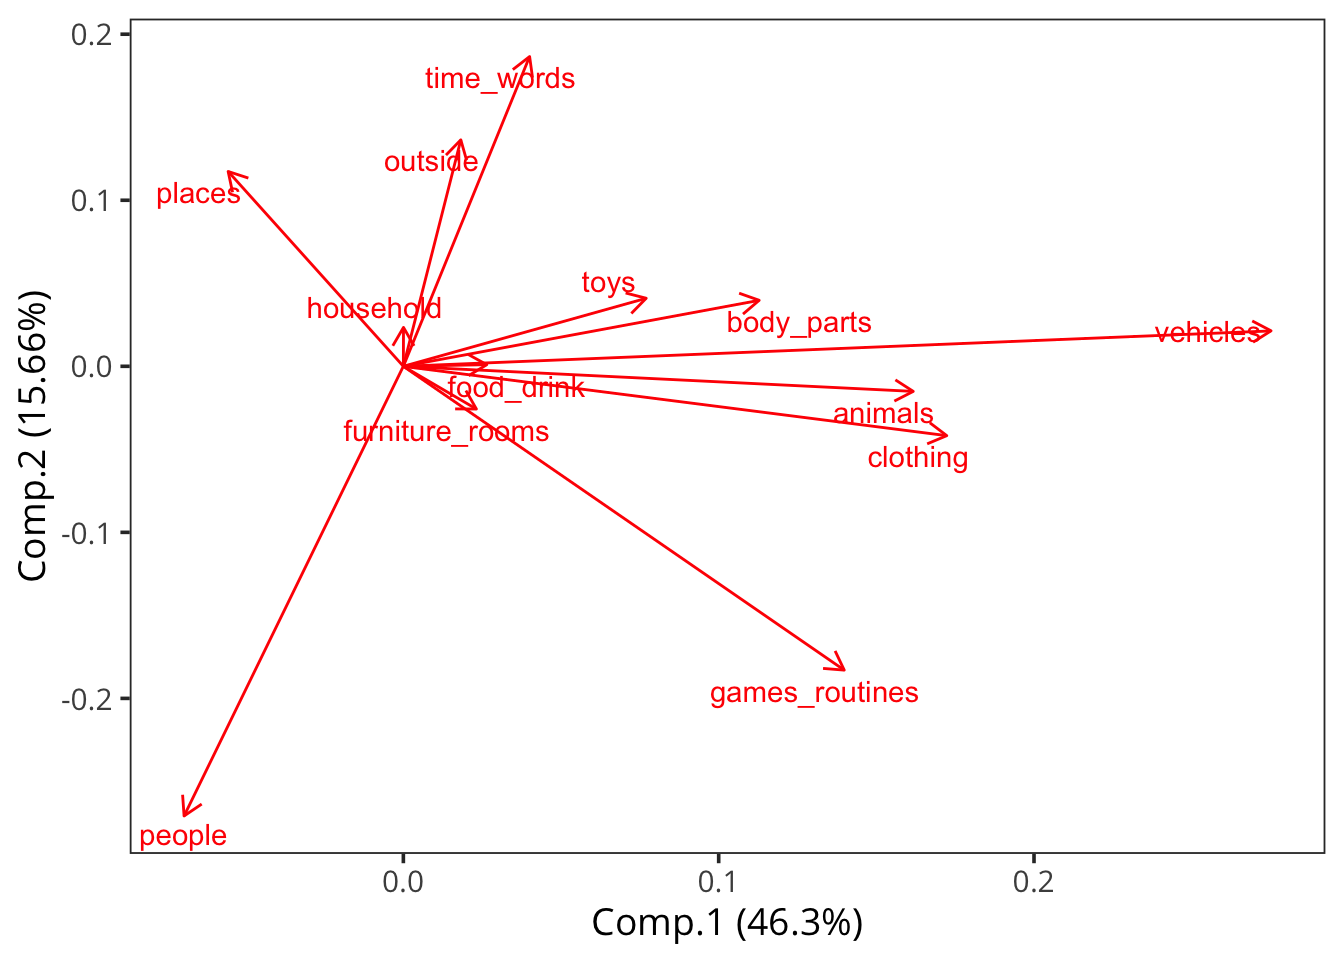 0.2
time_words
outside
places
0.1
toys
household
body_parts
vehicles
0.0
food_drink
animals
furniture_rooms
clothing
-0.1
games_routines
-0.2
people
0.0
0.1
0.2
Comp.1 (46.3%)
Comp.2 (15.66%)